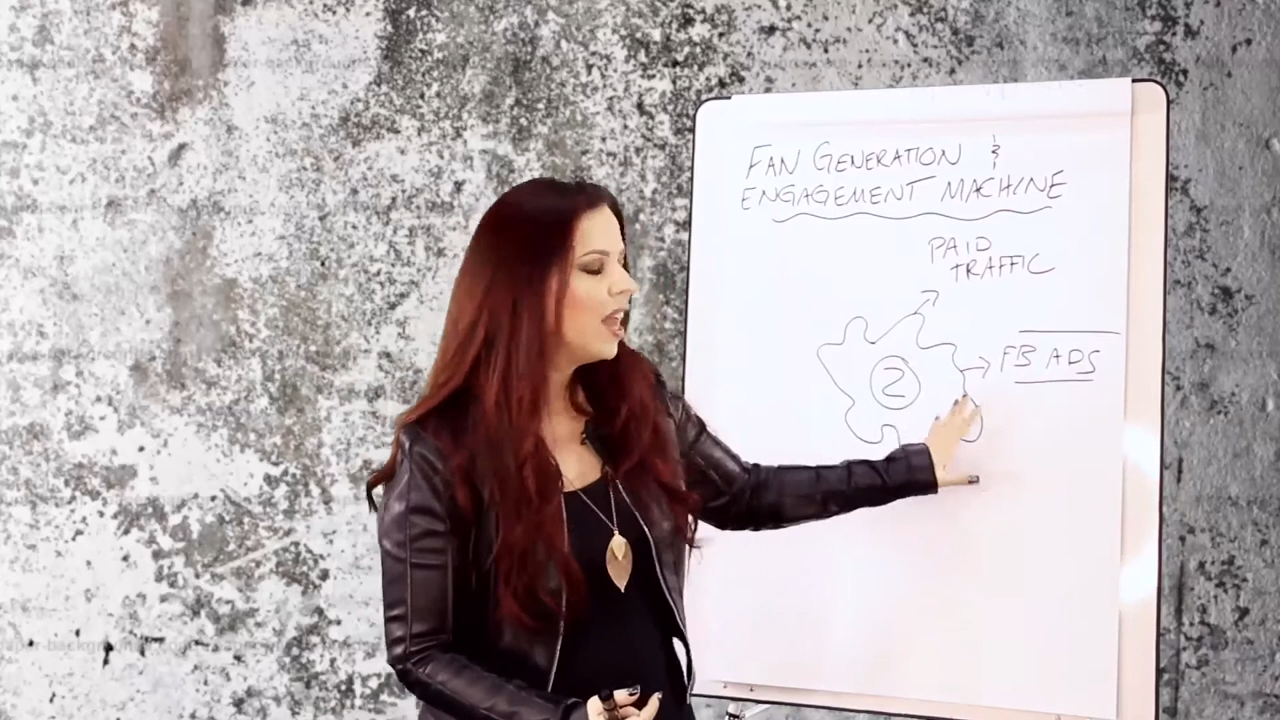 FAN GENERATION &
ENGAGEMENT MACHINE
PAID
TRAFFIC
FB ADS
2